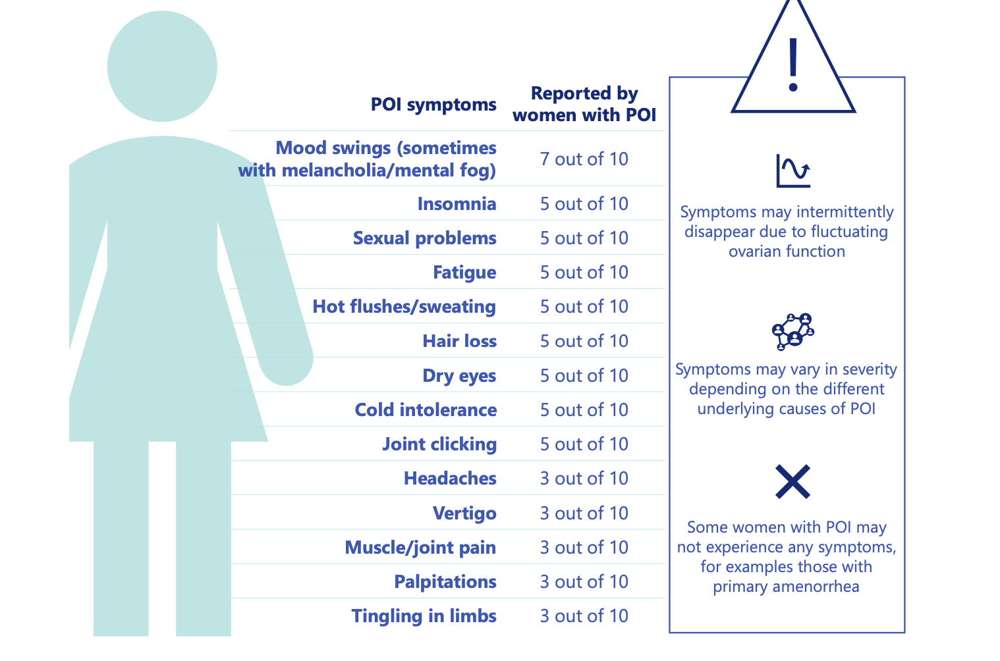 POI symptoms
Reported by
women with POI
Mood swings (sometimes
with melancholia/mental fog)
7 out of 10
Insomnia
5 out of 10
Sexual problems
5 out of 10
Fatigue
5 out of 10
Hot flushes/sweating
5 out of 10
Hair loss
5 out of 10
Dry eyes
5 out of 10
Cold intolerance
5 out of 10
Joint clicking
5 out of 10
Headaches
3 out of 10
Vertigo
3 out of 10
Muscle/joint pain
3 out of 10
Palpitations
3 out of 10
Tingling in limbs
3 out of 10
!
Symptoms may intermittently
disappear due to fluctuating
ovarian function
Symptoms may vary in severity
depending on the different
underlying causes of POI
Some women with POI may
not experience any symptoms,
for examples those with
primary amenorrhea